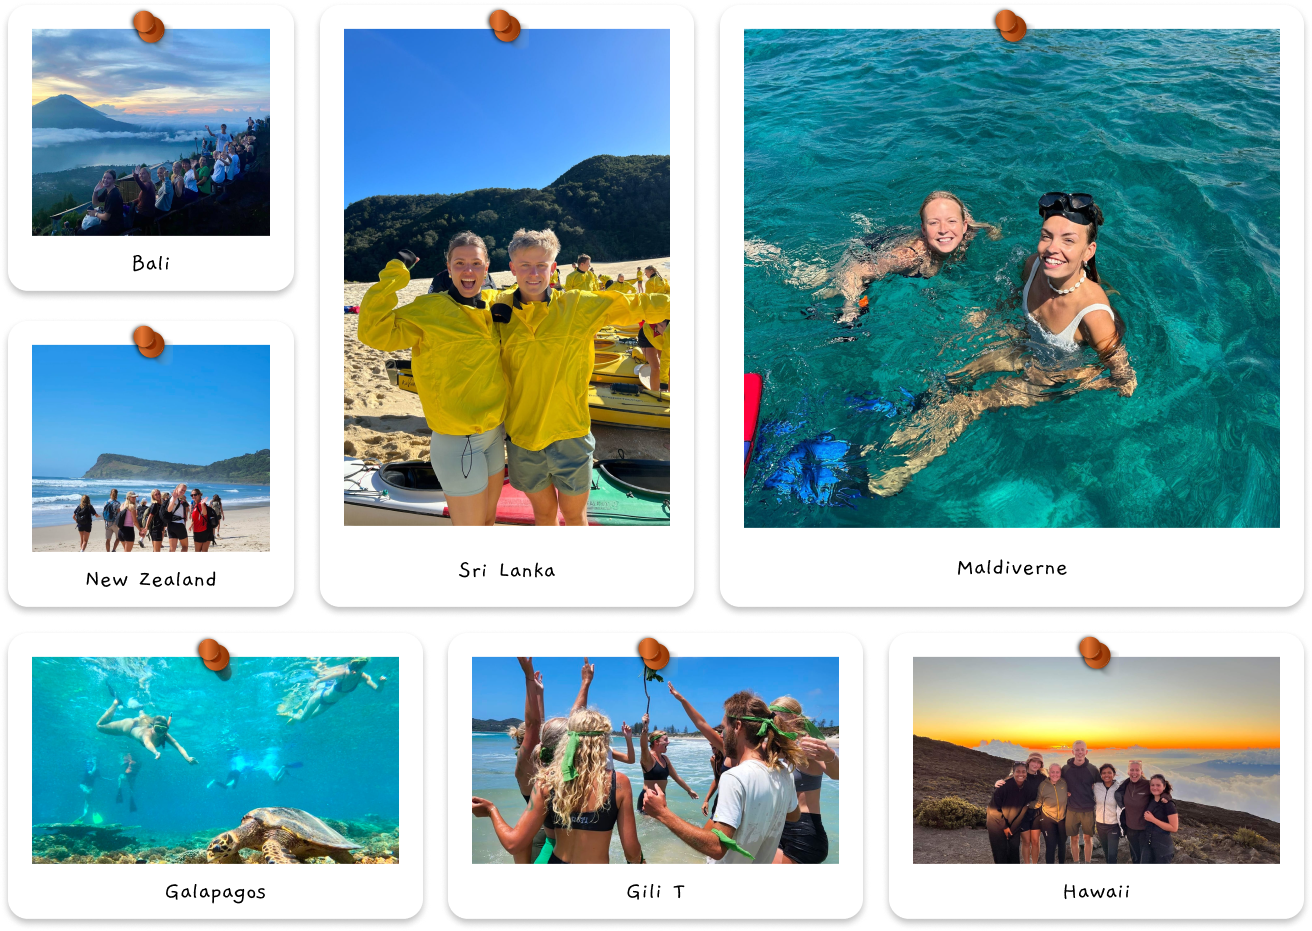 Bali
Sri Lanka
Maldiverne
New Zealand
Galapagos
Gili T
Hawaii